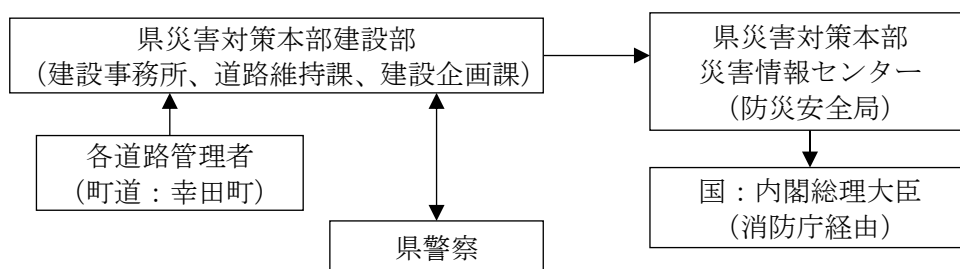 県災害対策本部建設部
（建設事務所、道路維持課、建設企画課）
県災害対策本部
災害情報センター
（防災安全局）
各道路管理者
（町道：幸田町）
県警察
国：内閣総理大臣
（消防庁経由）